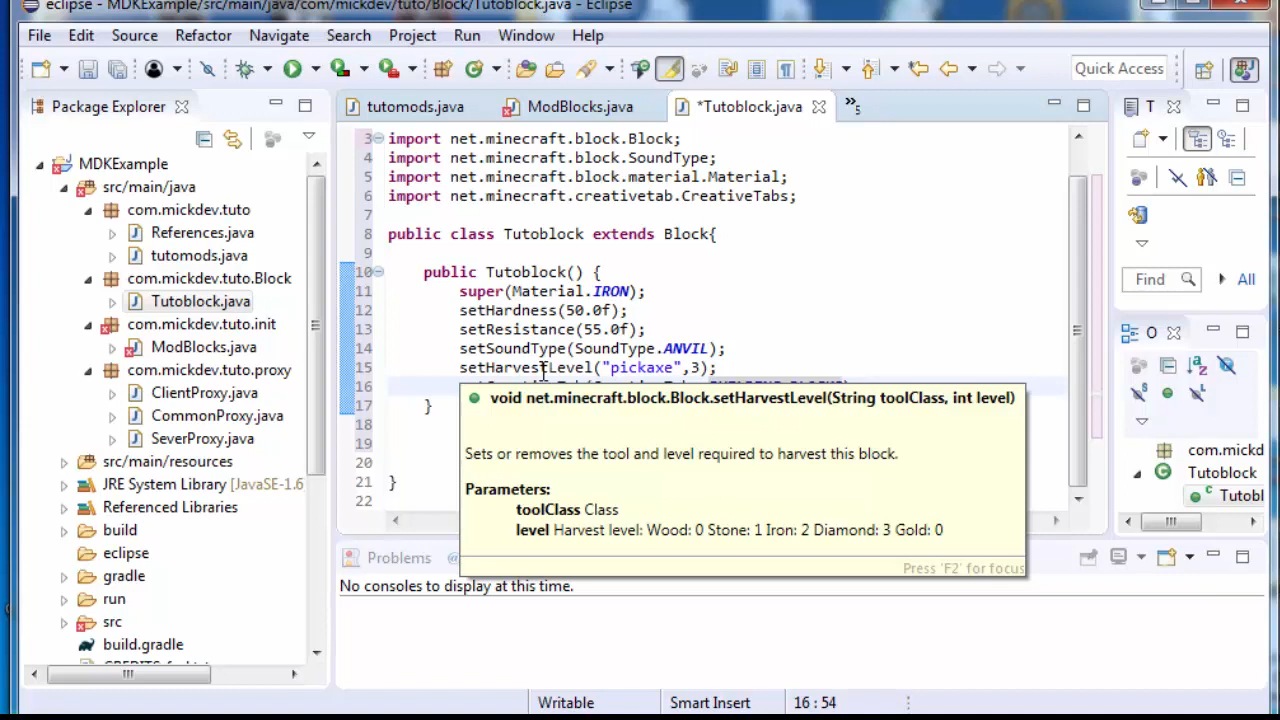 eclipse - MDKExample/src/main/java/com/mickdev/tuto/Block/Tutoblock.java - Eclipse
File Edit Source Refactor Navigate Search Project Run Window Help
Quick Access
Package Explorer
tutomods.java ModBlocks.java *Tutoblock.java »5
T
MDKExample
src/main/java
com.mickdev.tuto
References.java
tutomods.java
com.mickdev.tuto.Block
Tutoblock.java
com.mickdev.tuto.init
ModBlocks.java
com.mickdev.tuto.proxy
ClientProxy.java
CommonProxy.java
SeverProxy.java
src/main/resources
JRE System Library [JavaSE-1.6
Referenced Libraries
build
eclipse
gradle
run
src
build.gradle
3 import net.minecraft.block.Block;
4 import net.minecraft.block.SoundType;
5 import net.minecraft.block.material.Material;
6 import net.minecraft.creativetab.CreativeTabs;
7
8 public class Tutoblock extends Block{
9
10 public Tutoblock() {
11 super(Material.IRON);
12 setHardness(50.0f);
13 setResistance(55.0f);
14 setSoundType(SoundType.ANVIL);
15 setHarvestLevel("pickaxe",3);
16
17 }
18
19
20
21 }
22
void net.minecraft.block.Block.setHarvestLevel(String toolClass, int level)
Sets or removes the tool and level required to harvest this block.
Parameters:
toolClass Class
level Harvest level: Wood: 0 Stone: 1 Iron: 2 Diamond: 3 Gold: 0
Press 'F2' for focus
Find All
O
com.mickd
Tutoblock
Tutobl
Problems @
No consoles to display at this time.
Writable Smart Insert 16 : 54